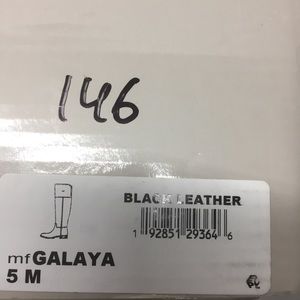 146
BLACK LEATHER
1 92851 29364 6
mfGALAYA
5 M